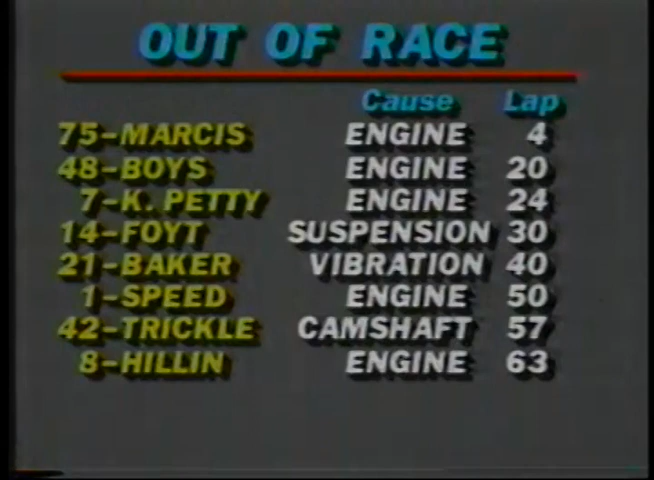 OUT OF RACE
Cause Lap
75-MARCIS ENGINE 4
48-BOYS ENGINE 20
7-K. PETTY ENGINE 24
14-FOYT SUSPENSION 30
21-BAKER VIBRATION 40
1-SPEED ENGINE 50
42-TRICKLE CAMSHAFT 57
8-HILLIN ENGINE 63